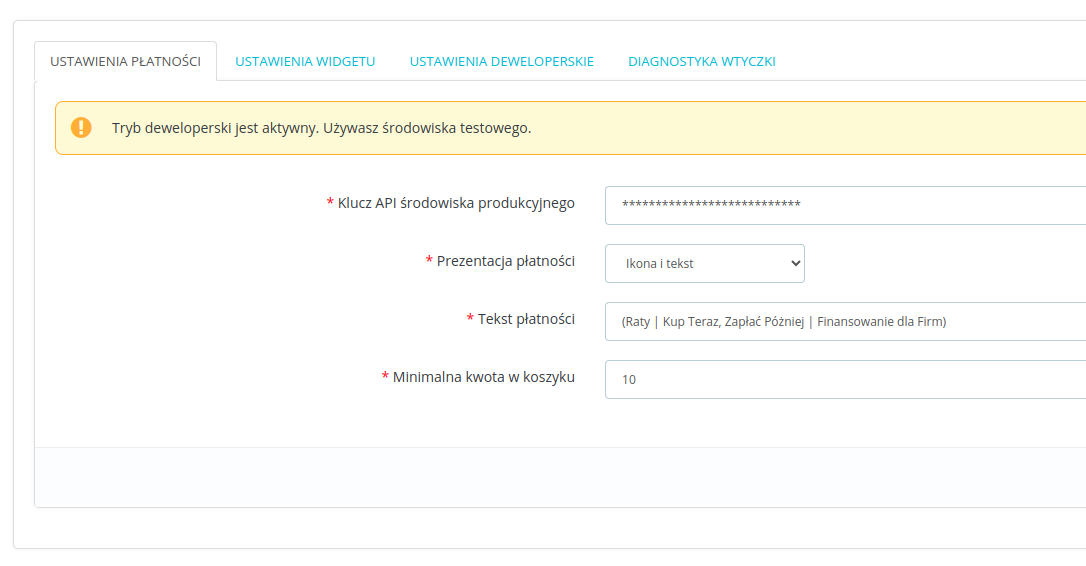 USTAWIENIA PŁATNOŚCI USTAWIENIA WIDGETU USTAWIENIA DEWELOPERSKIE DIAGNOSTYKA WTYCZKI
Tryb deweloperski jest aktywny. Używasz środowiska testowego.
* Klucz API środowiska produkcyjnego ***************************
* Prezentacja płatności Ikona i tekst
* Tekst płatności (Raty | Kup Teraz, Zapłać Później | Finansowanie dla Firm)
* Minimalna kwota w koszyku 10